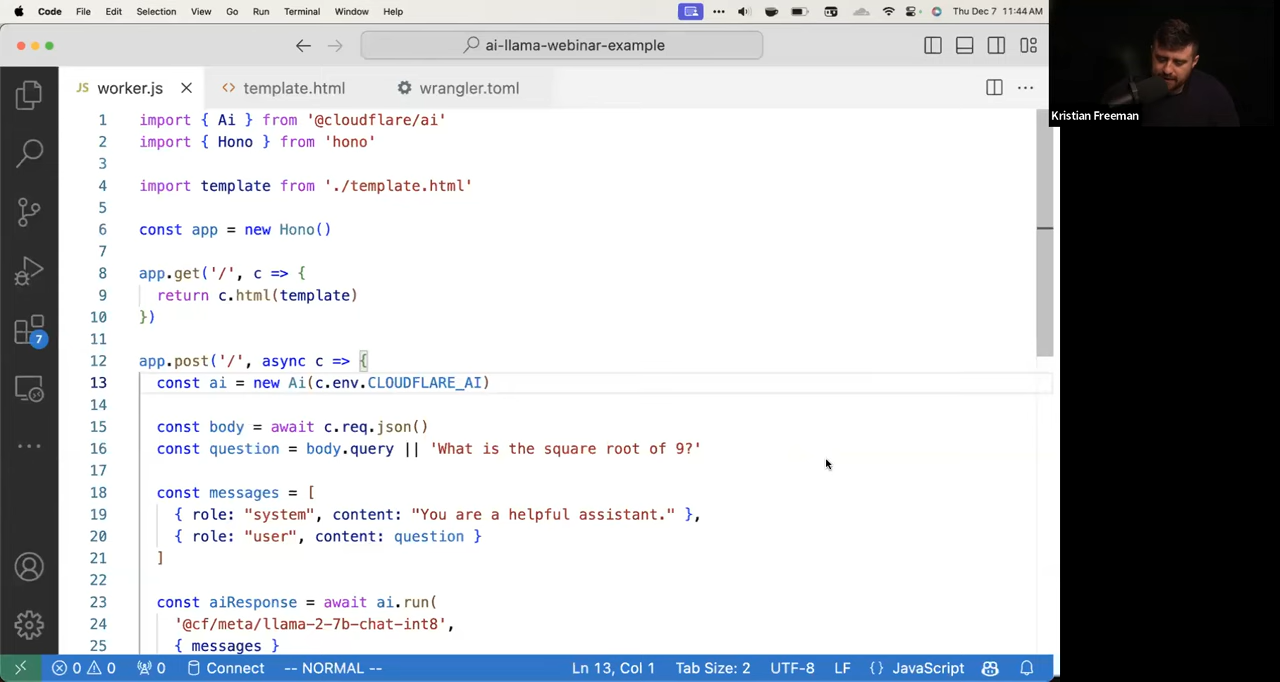 Code File Edit Selection View Go Run Terminal Window Help Thu Dec 7 11:44 AM
ai-llama-webinar-example
JS worker.js template.html wrangler.toml
Kristian Freeman
1 import { Ai } from '@cloudflare/ai'
2 import { Hono } from 'hono'
3
4 import template from './template.html'
5
6 const app = new Hono()
7
8 app.get('/', c => {
9 return c.html(template)
10 })
11
12 app.post('/', async c => {
13 const ai = new Ai(c.env.CLOUDFLARE_AI)
14
15 const body = await c.req.json()
16 const question = body.query || 'What is the square root of 9?'
17
18 const messages = [
19 { role: "system", content: "You are a helpful assistant." },
20 { role: "user", content: question }
21 ]
22
23 const aiResponse = await ai.run(
24 '@cf/meta/llama-2-7b-chat-int8',
25 { messages }
7
0 0 0 Connect -- NORMAL -- Ln 13, Col 1 Tab Size: 2 UTF-8 LF {} JavaScript